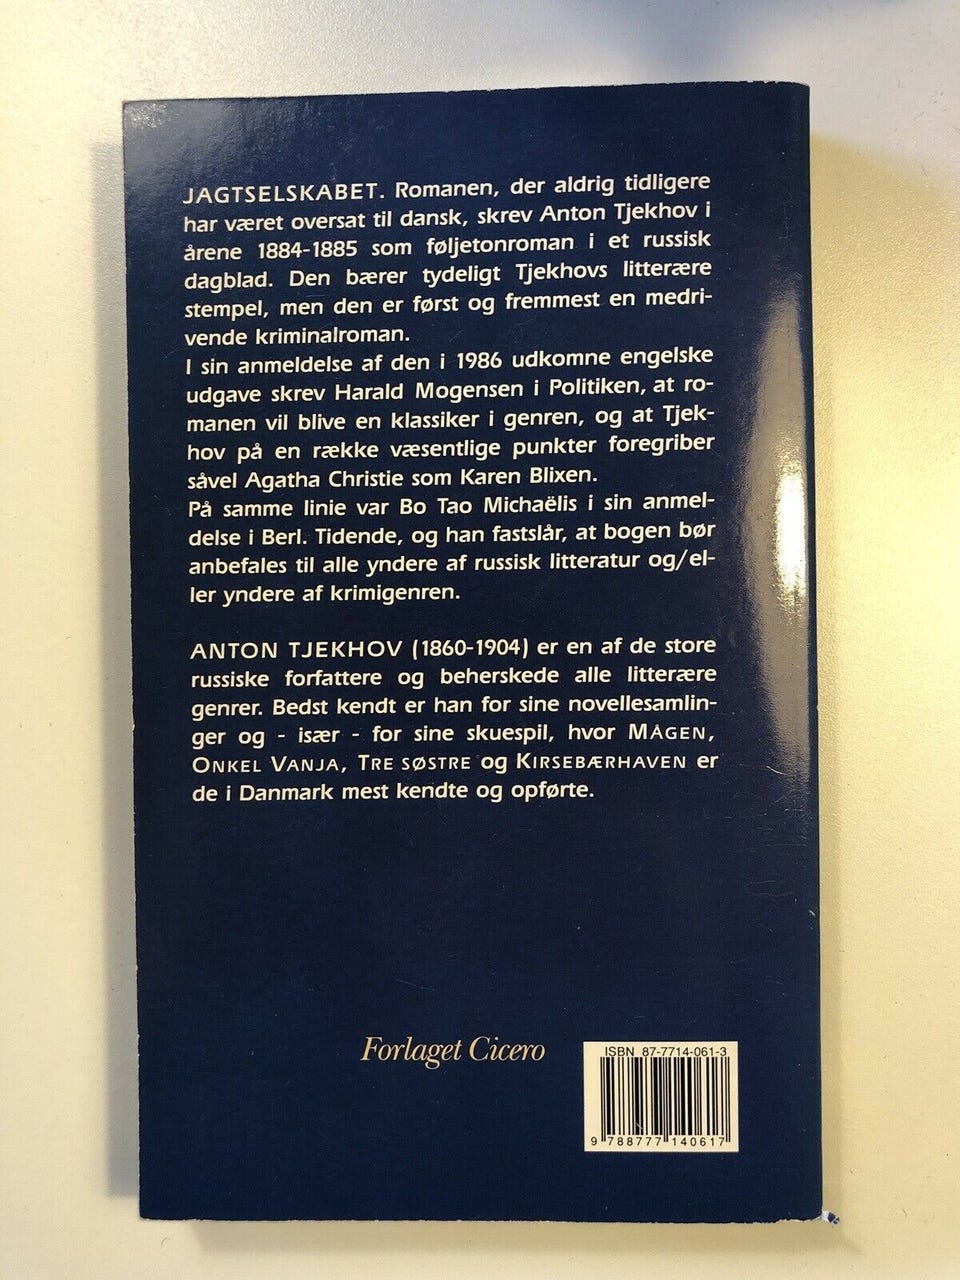 JAGTSELSKABET. Romanen, der aldrig tidligere
har været oversat til dansk, skrev Anton Tjekhov i
årene 1884-1885 som føljetonroman i et russisk
dagblad. Den bærer tydeligt Tjekhovs litterære
stempel, men den er først og fremmest en medri-
vende kriminalroman.
I sin anmeldelse af den i 1986 udkomne engelske
udgave skrev Harald Mogensen i Politiken, at ro-
manen vil blive en klassiker i genren, og at Tjek-
hov på en række væsentlige punkter foregriber
såvel Agatha Christie som Karen Blixen.
På samme linie var Bo Tao Michaëlis i sin anmel-
delse i Berl. Tidende, og han fastslår, at bogen bør
anbefales til alle yndere af russisk litteratur og/el-
ler yndere af krimigenren.
ANTON TJEKHOV (1860-1904) er en af de store
russiske forfattere og beherskede alle litterære
genrer. Bedst kendt er han for sine novellesamlin-
ger og - især - for sine skuespil, hvor MÅGEN,
ONKEL VANJA, TRE SØSTRE og KIRSEBÆRHAVEN er
de i Danmark mest kendte og opførte.
Forlaget Cicero
ISBN 87-7714-061-3
9 788777 140617